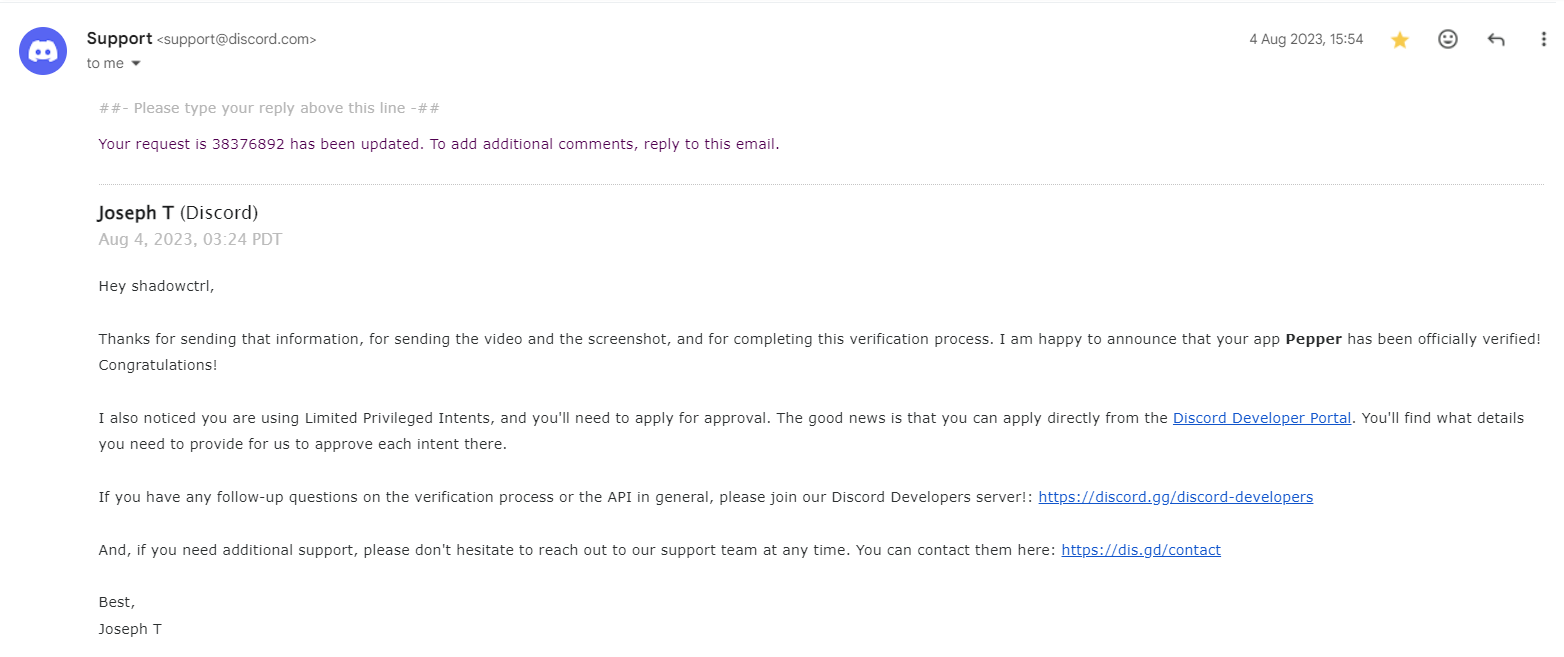 Support <support@discord.com>
4 Aug 2023, 15:54
to me
##- Please type your reply above this line -##
Your request is 38376892 has been updated. To add additional comments, reply to this email.
Joseph T (Discord)
Aug 4, 2023, 03:24 PDT
Hey shadowctrl,
Thanks for sending that information, for sending the video and the screenshot, and for completing this verification process. I am happy to announce that your app Pepper has been officially verified!
Congratulations!
I also noticed you are using Limited Privileged Intents, and you'll need to apply for approval. The good news is that you can apply directly from the Discord Developer Portal. You'll find what details
you need to provide for us to approve each intent there.
If you have any follow-up questions on the verification process or the API in general, please join our Discord Developers server!: https://discord.gg/discord-developers
And, if you need additional support, please don't hesitate to reach out to our support team at any time. You can contact them here: https://dis.gd/contact
Best,
Joseph T